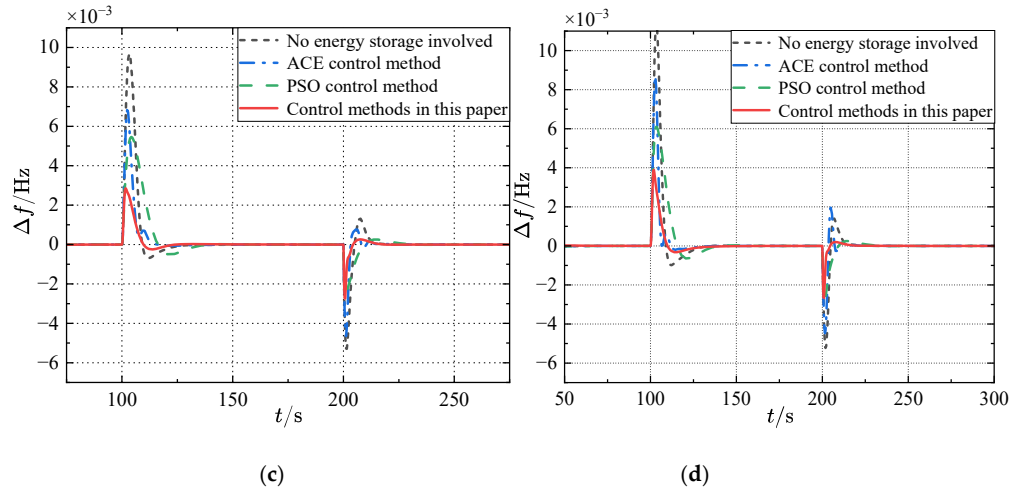 ×10⁻³
10
8
6
4
2
0
−2
−4
−6
Δf/Hz
No energy storage involved
ACE control method
PSO control method
Control methods in this paper
100
150
200
250
t/s
(c)
×10⁻³
10
8
6
4
2
0
−2
−4
−6
Δf/Hz
No energy storage involved
ACE control method
PSO control method
Control methods in this paper
50
100
150
200
250
300
t/s
(d)